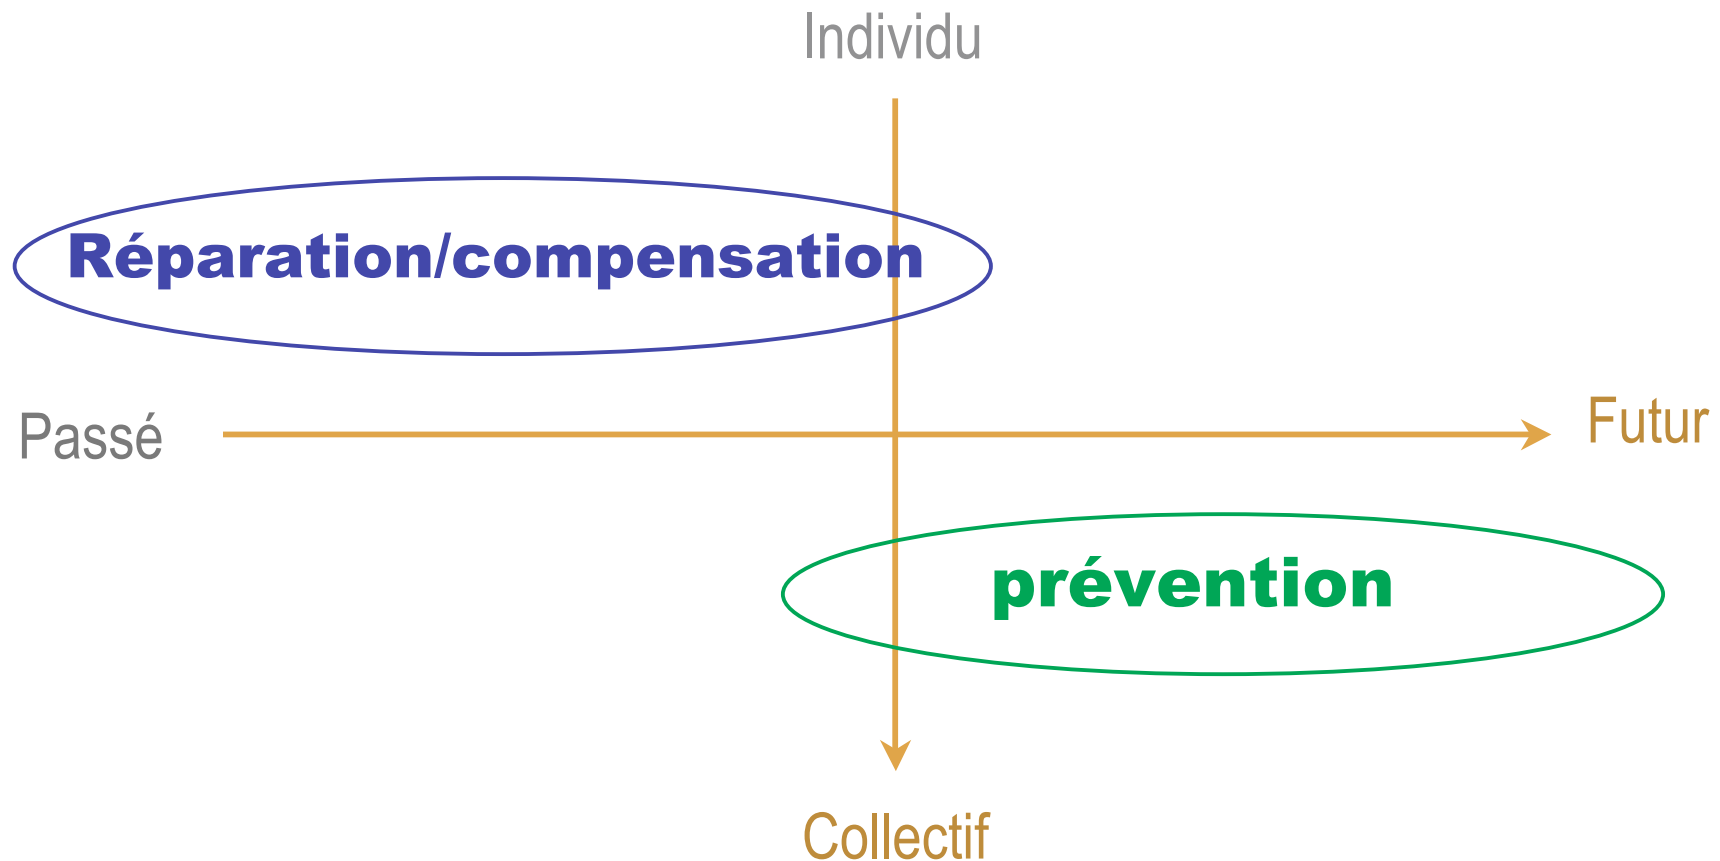 Individu
Réparation/compensation
Passé
Futur
prévention
Collectif